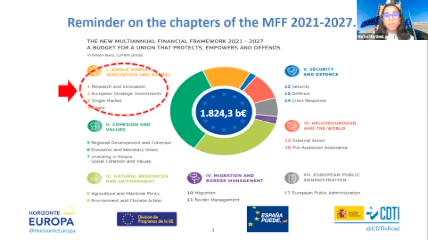 Reminder on the chapters of the MFF 2021-2027.
THE NEW MULTIANNUAL FINANCIAL FRAMEWORK 2021 - 2027
A BUDGET FOR A UNION THAT PROTECTS, EMPOWERS AND DEFENDS
In billion euro, current prices
I. SINGLE MARKET
INNOVATION AND DIGITAL
1 Research and Innovation
2 European Strategic Investments
3 Single Market
4 Space
II. COHESION AND
VALUES
5 Regional Development and Cohesion
6 Economic and Monetary Union
7 Investing in People,
Social Cohesion and Values
III. NATURAL RESOURCES
AND ENVIRONMENT
8 Agriculture and Maritime Policy
9 Environment and Climate Action
1.824,3 b€
IV. MIGRATION AND
BORDER MANAGEMENT
10 Migration
11 Border Management
V. SECURITY
AND DEFENCE
12 Security
13 Defence
14 Crisis Response
VI. NEIGHBOURHOOD
AND THE WORLD
15 External Action
16 Pre-Accession Assistance
VII. EUROPEAN PUBLIC
ADMINISTRATION
17 European Public Administration
HORIZONTE
EUROPA
@HorizonteEuropa
División de
Programas de la UE
4
ESPAÑA
PUEDE.
CDTI
@CDTIoficial